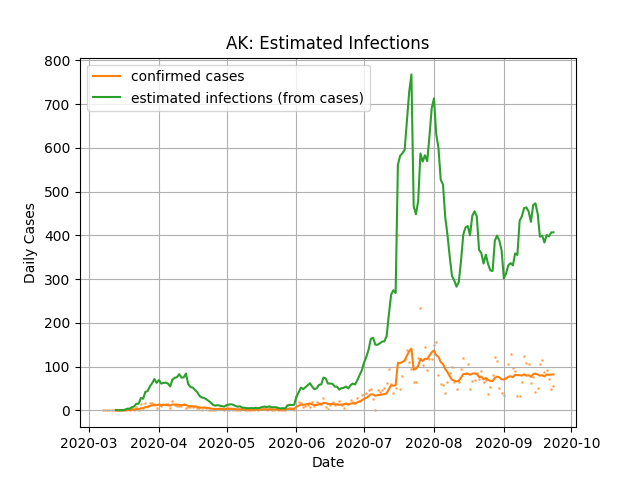 AK: Estimated Infections
confirmed cases
estimated infections (from cases)
800
700
600
500
400
300
200
100
0
Daily Cases
2020-03 2020-04 2020-05 2020-06 2020-07 2020-08 2020-09 2020-10
Date